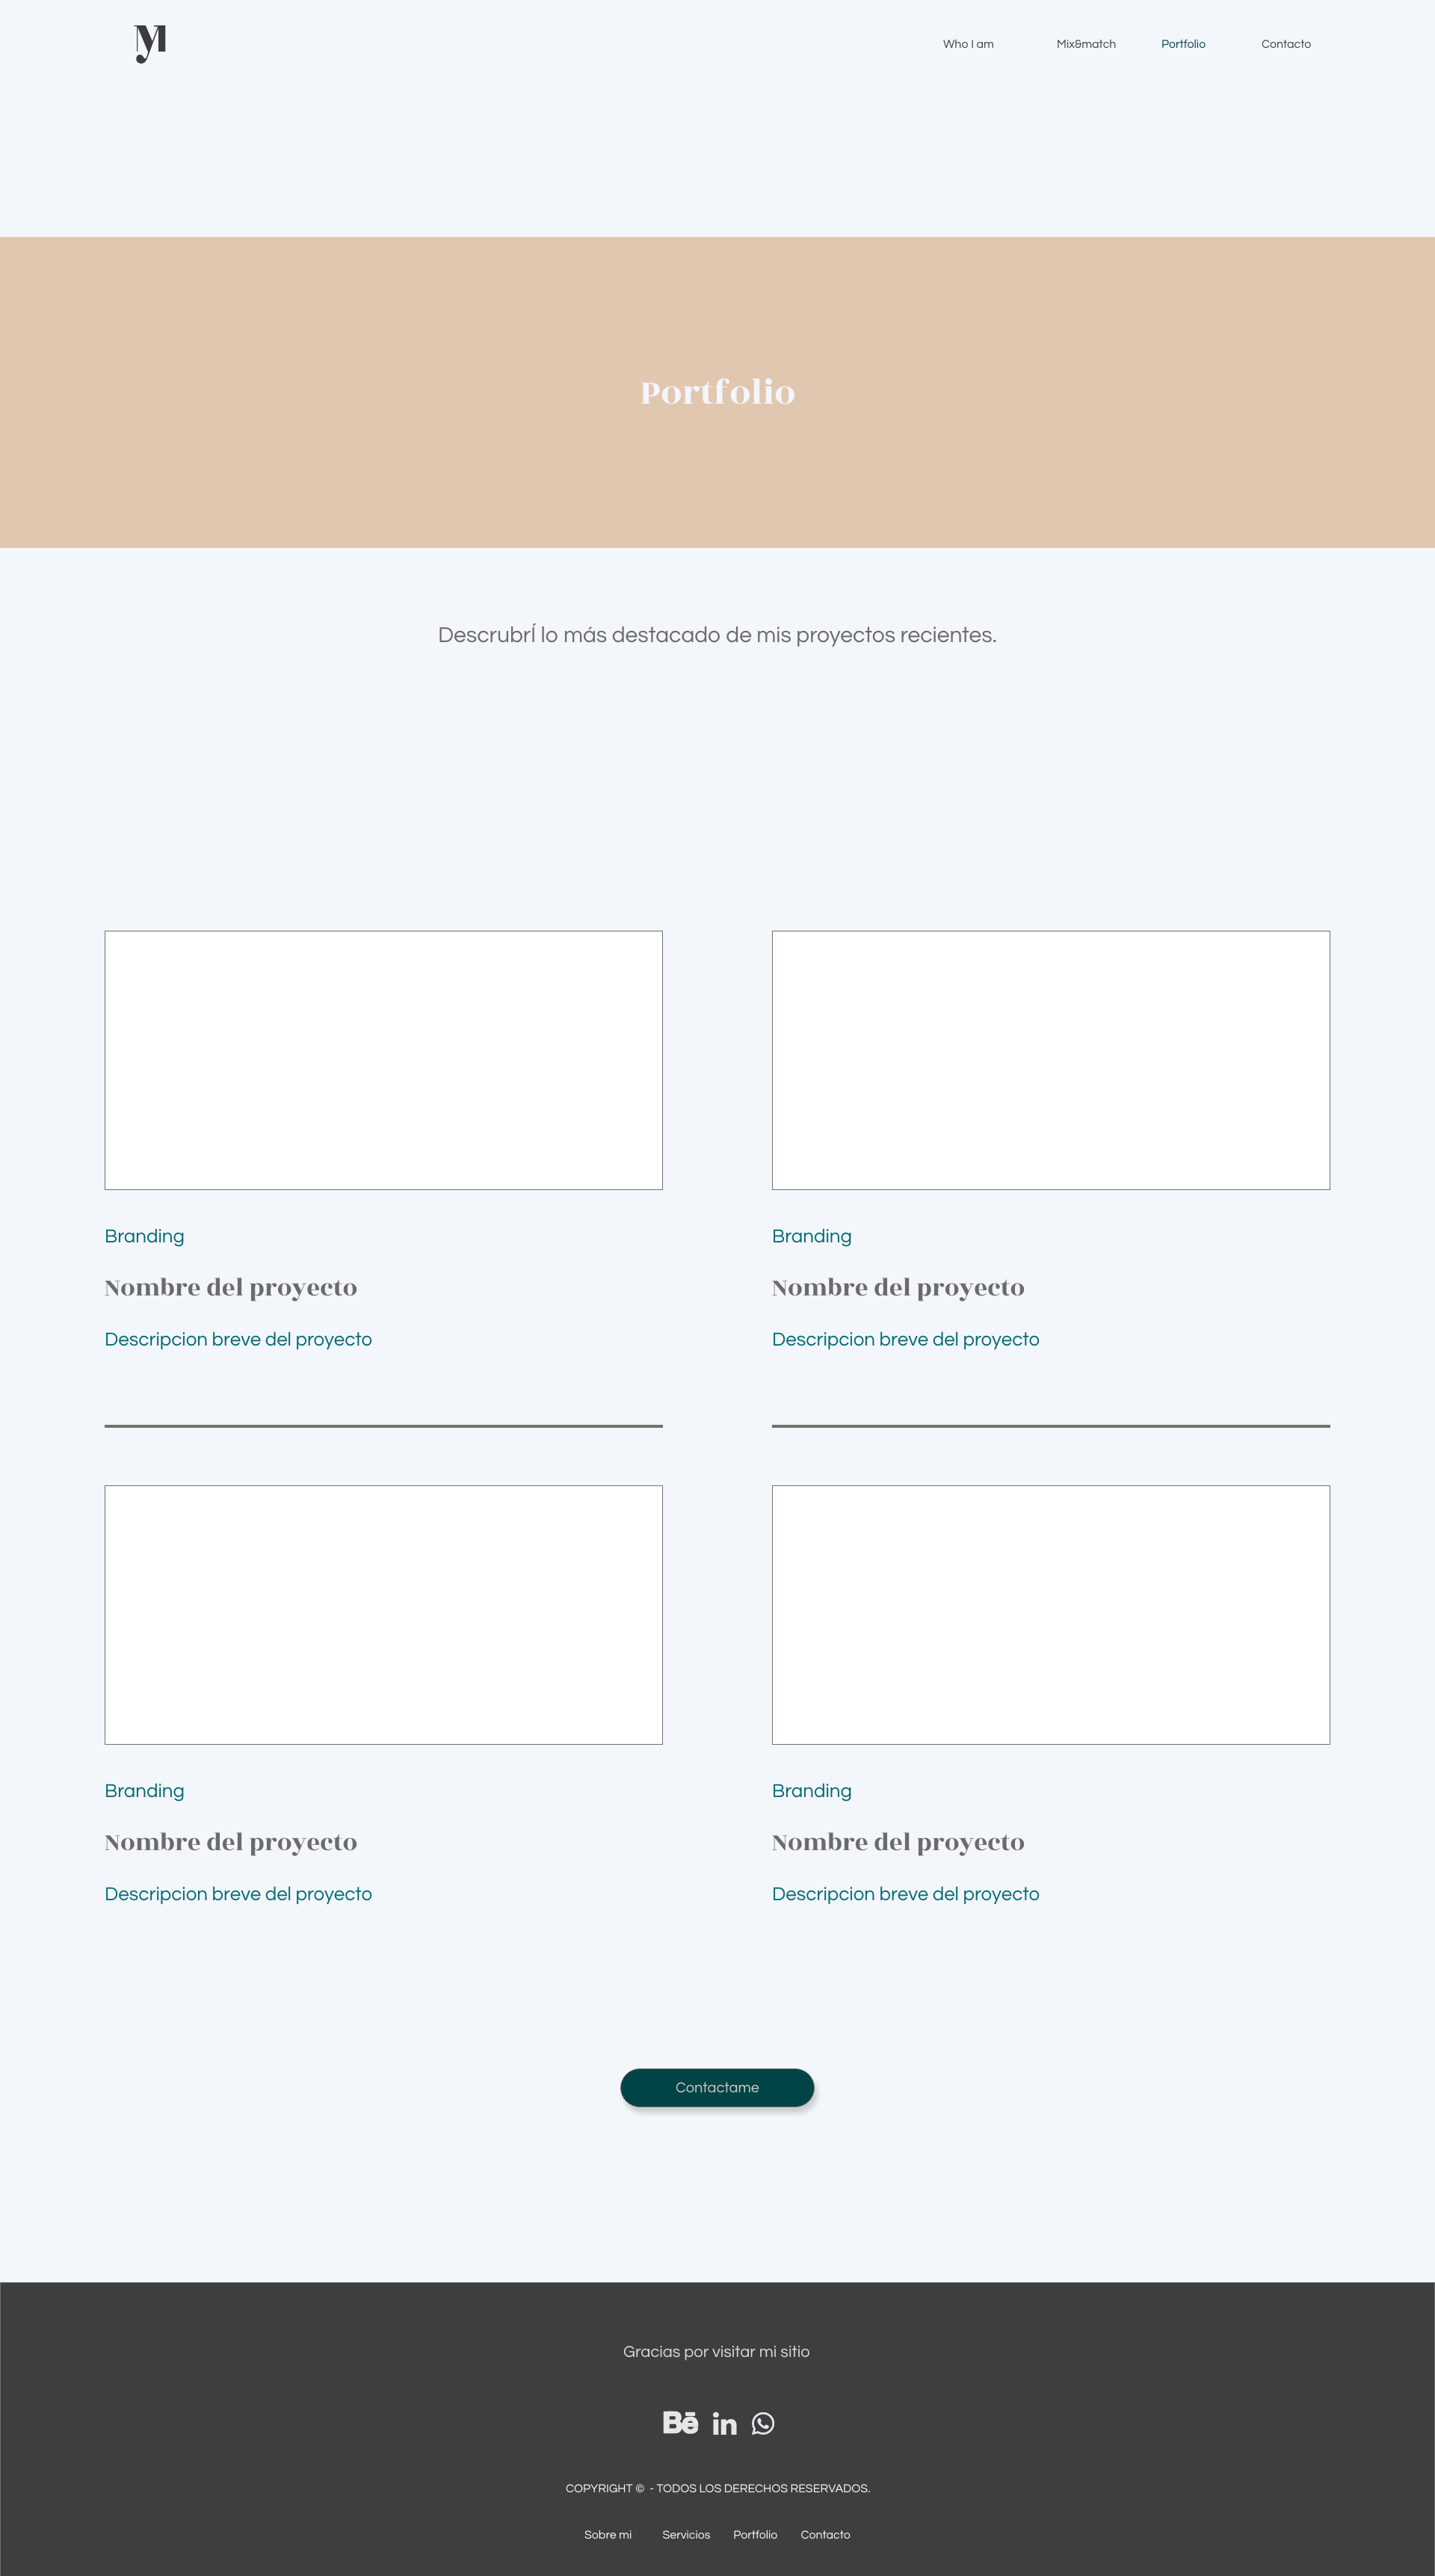 M
Who I am Mix&match Portfolio Contacto
Portfolio
DescrubrÍ lo más destacado de mis proyectos recientes.
Branding Branding
Nombre del proyecto Nombre del proyecto
Descripcion breve del proyecto Descripcion breve del proyecto
Branding Branding
Nombre del proyecto Nombre del proyecto
Descripcion breve del proyecto Descripcion breve del proyecto
Contactame
Gracias por visitar mi sitio
Bē in
COPYRIGHT © - TODOS LOS DERECHOS RESERVADOS.
Sobre mi Servicios Portfolio Contacto